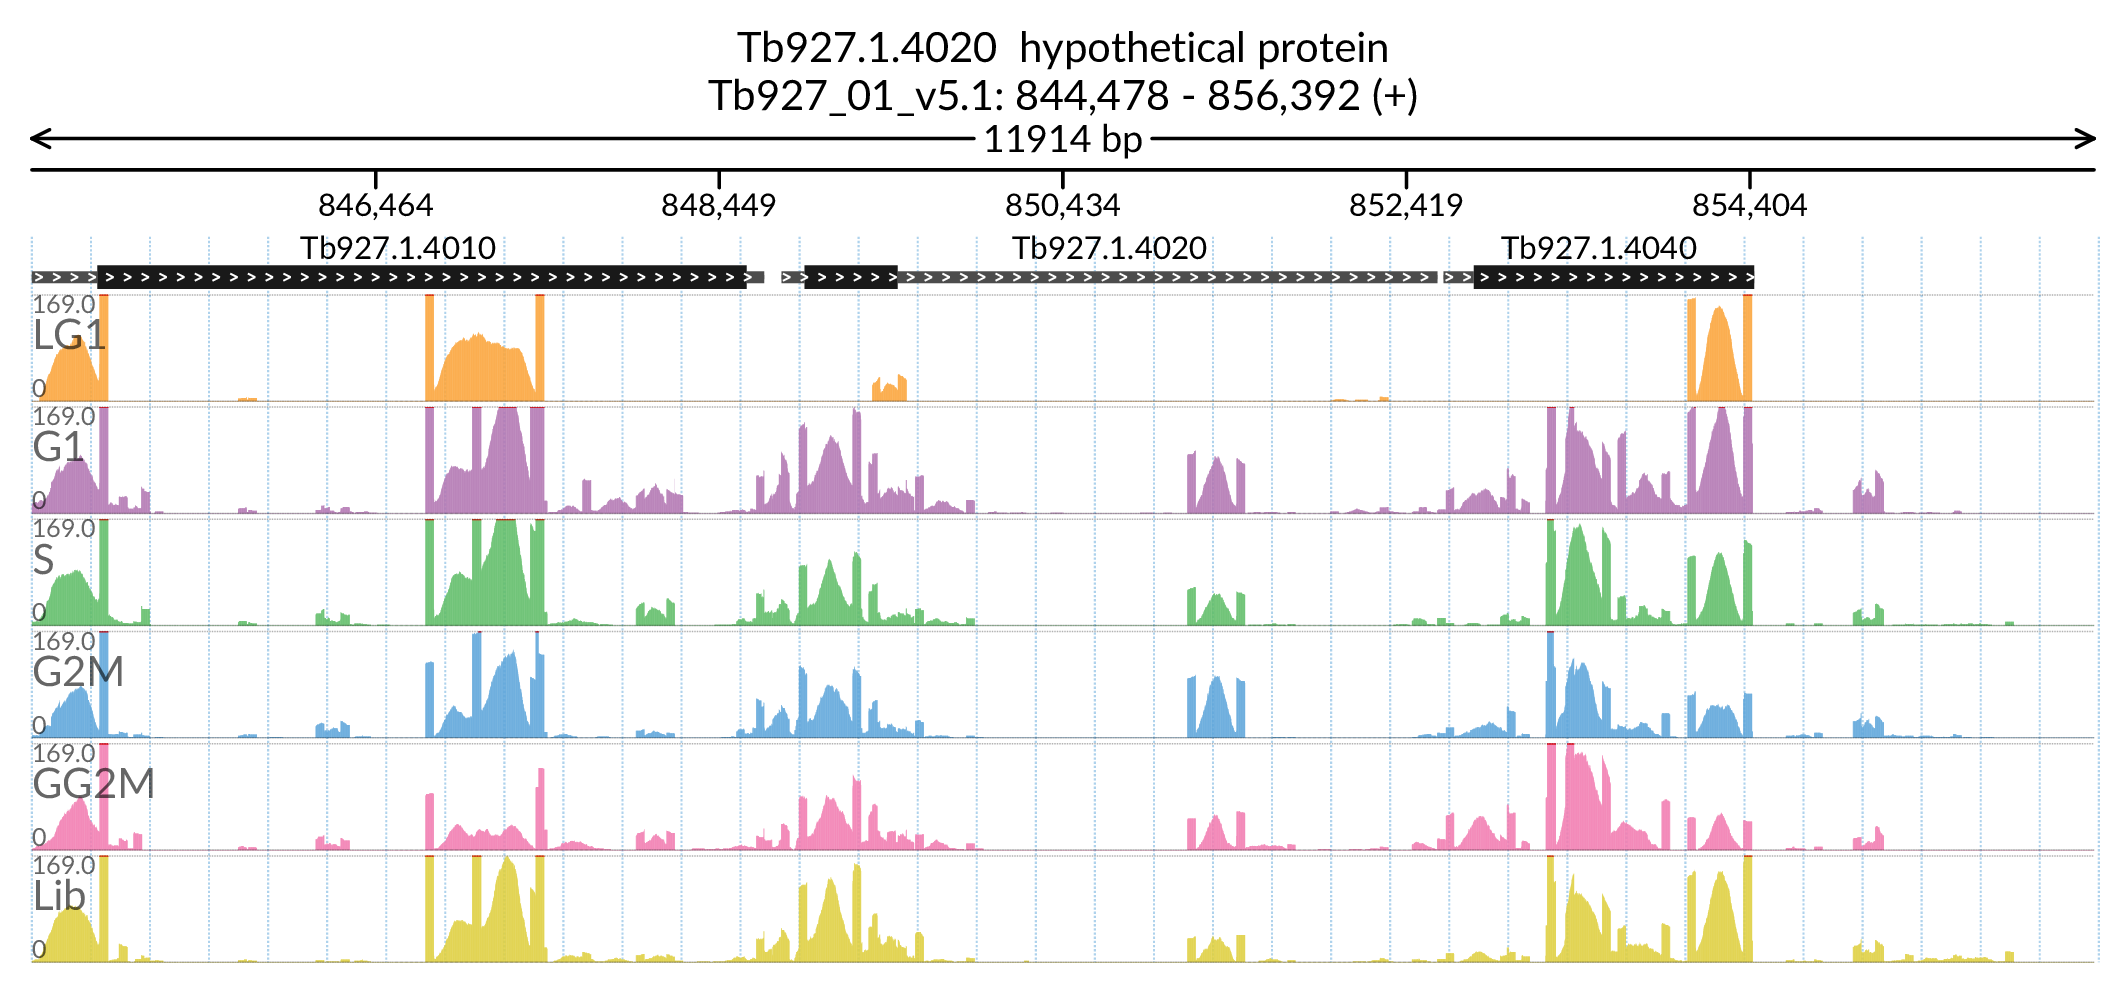 Tb927.1.4020  hypothetical protein
Tb927_01_v5.1: 844,478 - 856,392 (+)
11914 bp
846,464 848,449 850,434 852,419 854,404
Tb927.1.4010 Tb927.1.4020 Tb927.1.4040
169.0
LG1
0
169.0
G1
0
169.0
S
0
169.0
G2M
0
169.0
GG2M
0
169.0
Lib
0